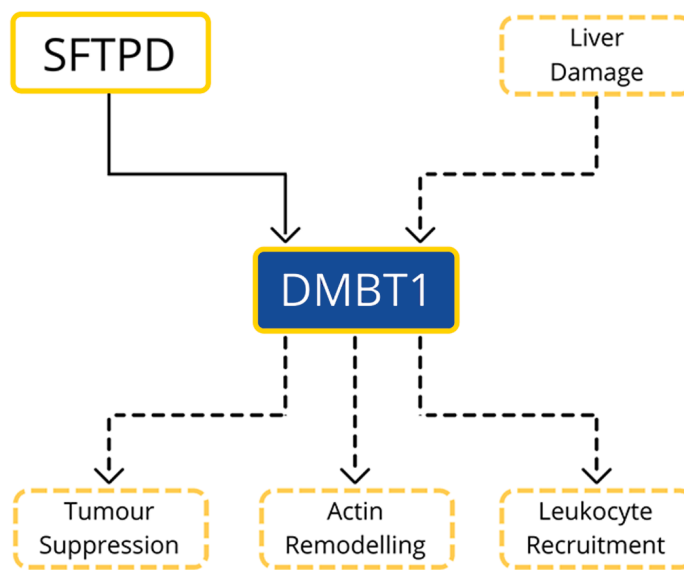 SFTPD
Liver
Damage
DMBT1
Tumour
Suppression
Actin
Remodelling
Leukocyte
Recruitment